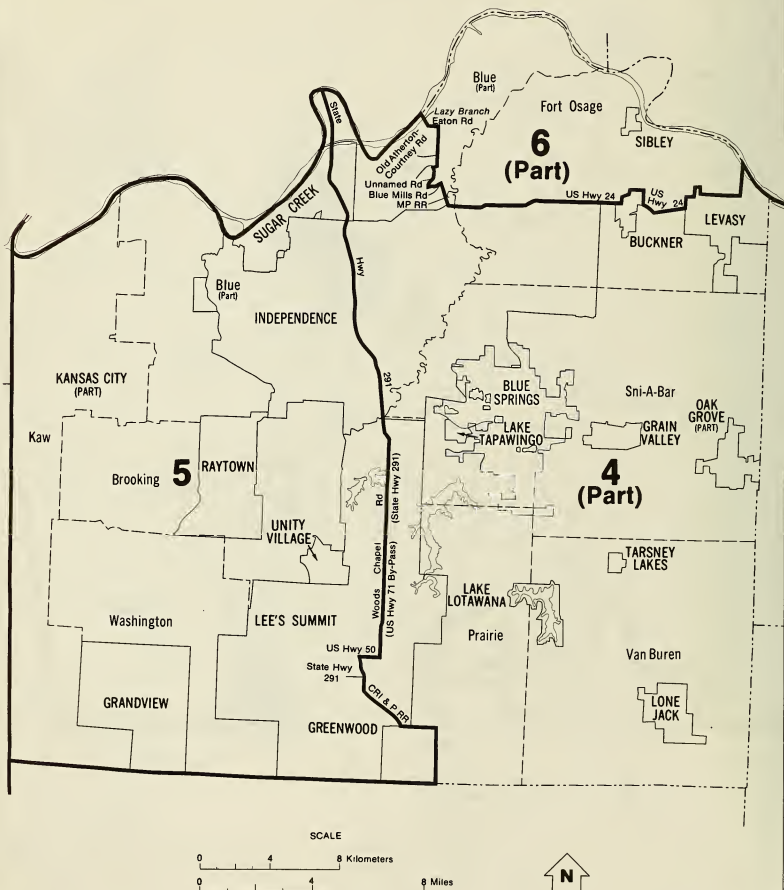 Blue
(Part)
Fort Osage
Lazy Branch
Eaton Rd
State
Old Atherton-
Courtney Rd
6
(Part)
SIBLEY
Unnamed Rd
Blue Mills Rd
MP RR
US Hwy 24
US
Hwy 24
LEVASY
BUCKNER
SUGAR CREEK
Hwy
Blue
(Part)
INDEPENDENCE
291
KANSAS CITY
(PART)
BLUE
SPRINGS
Sni-A-Bar
OAK
GROVE
(PART)
GRAIN
VALLEY
LAKE
TAPAWINGO
Kaw
Brooking
5
RAYTOWN
4
(Part)
Rd
(State Hwy 291)
UNITY
VILLAGE
Woods Chapel
(US Hwy 71 By-Pass)
TARSNEY
LAKES
LAKE
LOTAWANA
Washington
LEE'S SUMMIT
Prairie
US Hwy 50
State Hwy
291
Van Buren
CRI & P RR
GRANDVIEW
GREENWOOD
LONE
JACK
SCALE
0 4 8 Kilometers
0 4 8 Miles
N